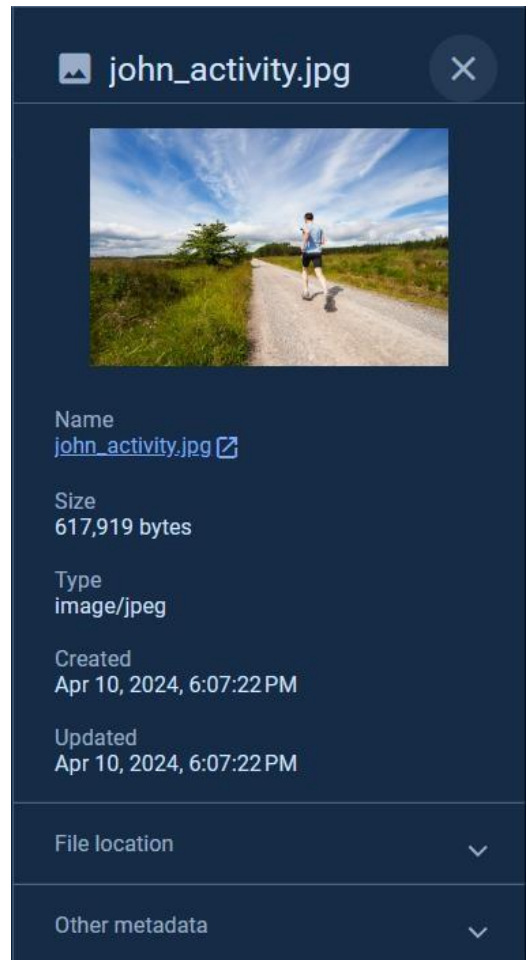 john_activity.jpg
Name
john_activity.jpg
Size
617,919 bytes
Type
image/jpeg
Created
Apr 10, 2024, 6:07:22 PM
Updated
Apr 10, 2024, 6:07:22 PM
File location
Other metadata